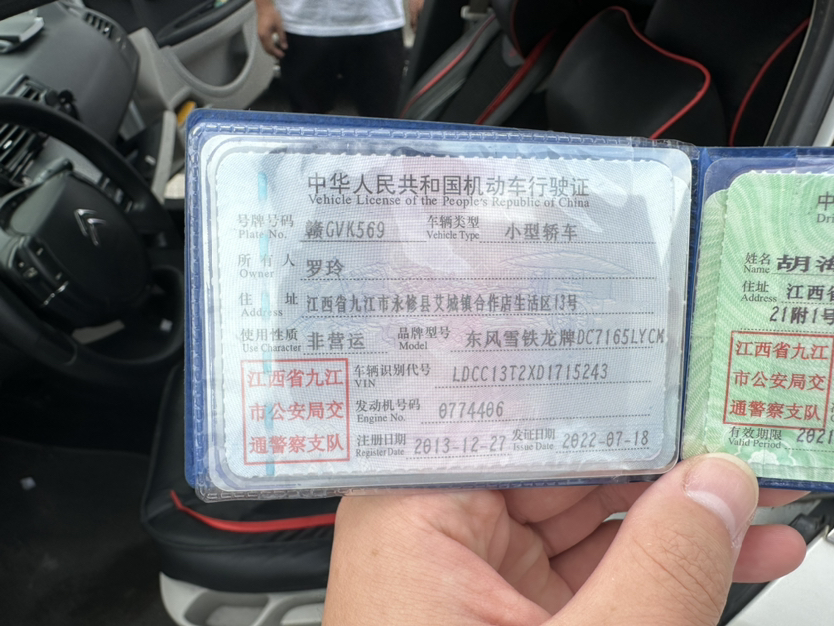 中华人民共和国机动车行驶证
Vehicle License of the People's Republic of China
号牌号码 赣GVK569 车辆类型 小型轿车
Plate No. Vehicle Type
所有人 罗玲
Owner
住址 江西省九江市永修县艾城镇合作店生活区13号
Address
使用性质 非营运 品牌型号 东风雪铁龙牌DC7165LYCM
Use Character Model
江西省九江
市公安局交
通警察支队
车辆识别代号 LDCC13T2XD1715243
VIN
发动机号码 0774406
Engine No.
注册日期 2013-12-27 发证日期 2022-07-18
Register Date Issue Date
中
Dri
姓名 胡
Name
住址 江西省
Address
21附1号
江西省九江
市公安局交
通警察支队
有效期限 2021
Valid Period